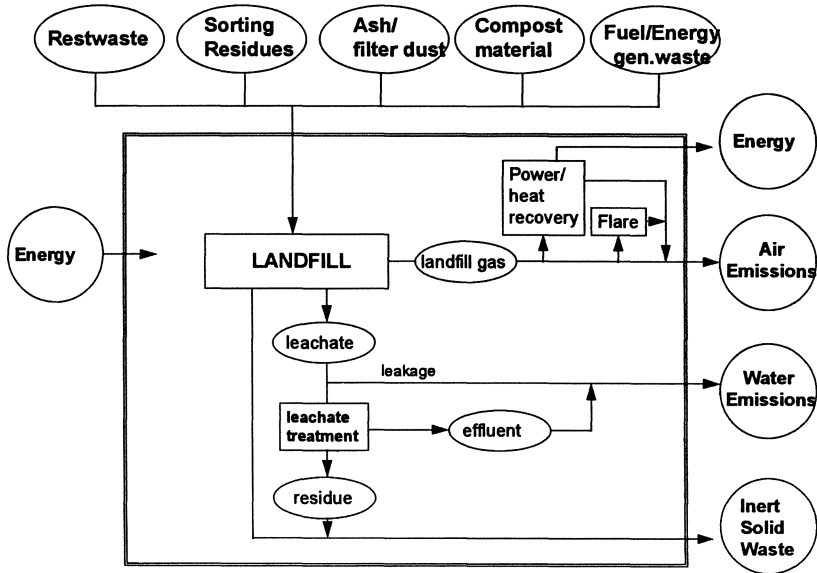 Restwaste
Sorting
Residues
Ash/
filter dust
Compost
material
Fuel/Energy
gen.waste
Energy
Power/
heat
recovery
Flare
Energy
LANDFILL
landfill gas
Air
Emissions
leachate
leakage
Water
Emissions
leachate
treatment
effluent
residue
Inert
Solid
Waste